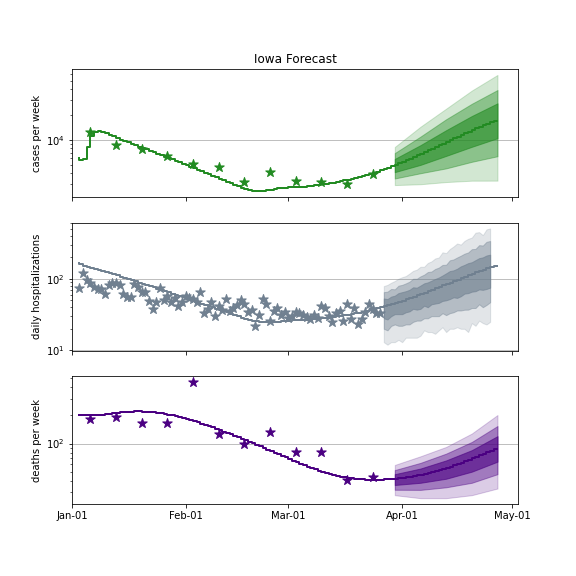 Iowa Forecast
cases per week
10^4
daily hospitalizations
10^2
10^1
deaths per week
10^2
Jan-01 Feb-01 Mar-01 Apr-01 May-01